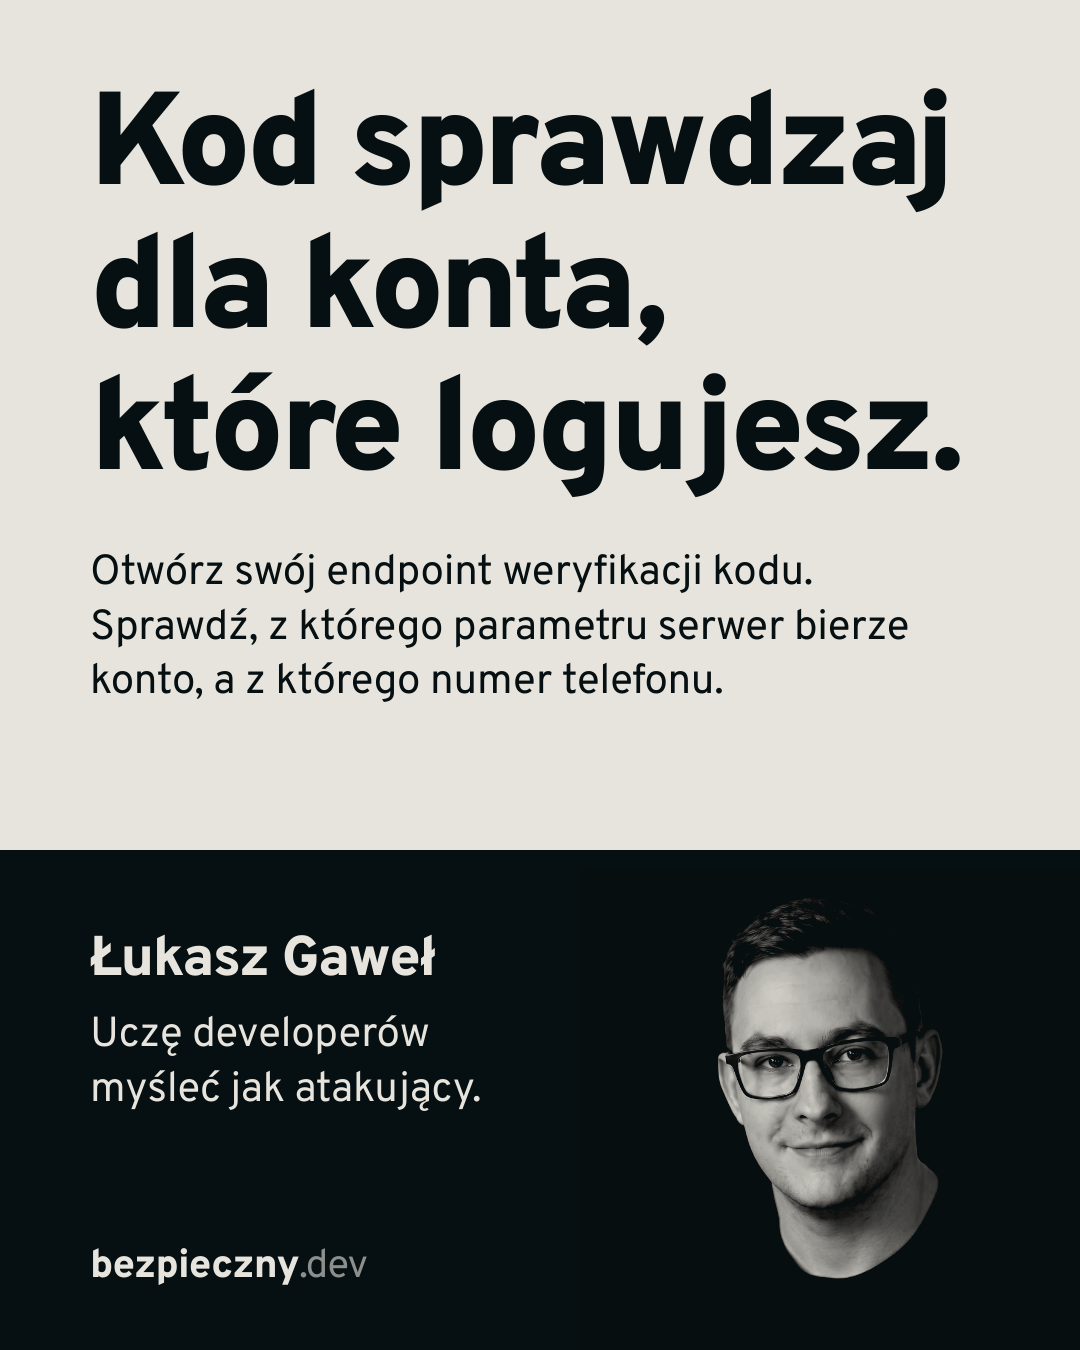 Kod sprawdzaj
dla konta,
które logujesz.
Otwórz swój endpoint weryfikacji kodu.
Sprawdź, z którego parametru serwer bierze
konto, a z którego numer telefonu.
Łukasz Gaweł
Uczę developerów
myśleć jak atakujący.
bezpieczny.dev